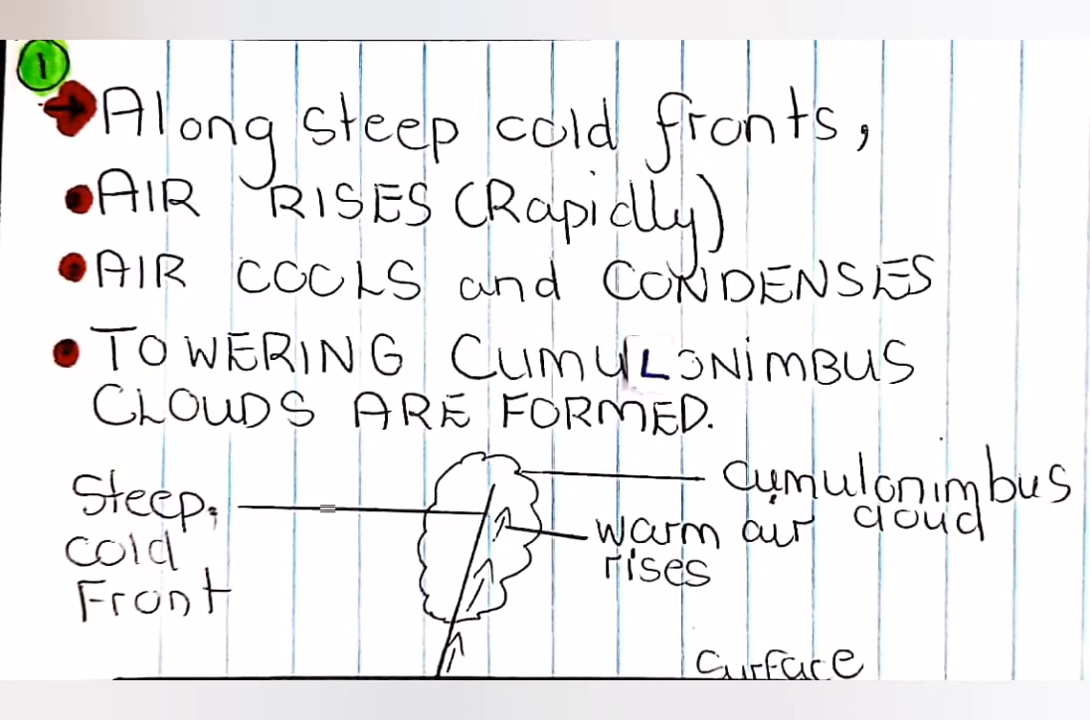 1
Along steep cold fronts,
AIR RISES (Rapidly)
AIR COOLS and CONDENSES
TOWERING CUMULONIMBUS
CLOUDS ARE FORMED.
Steep.
cold
Front
cumulonimbus
cloud
warm air
rises
Surface